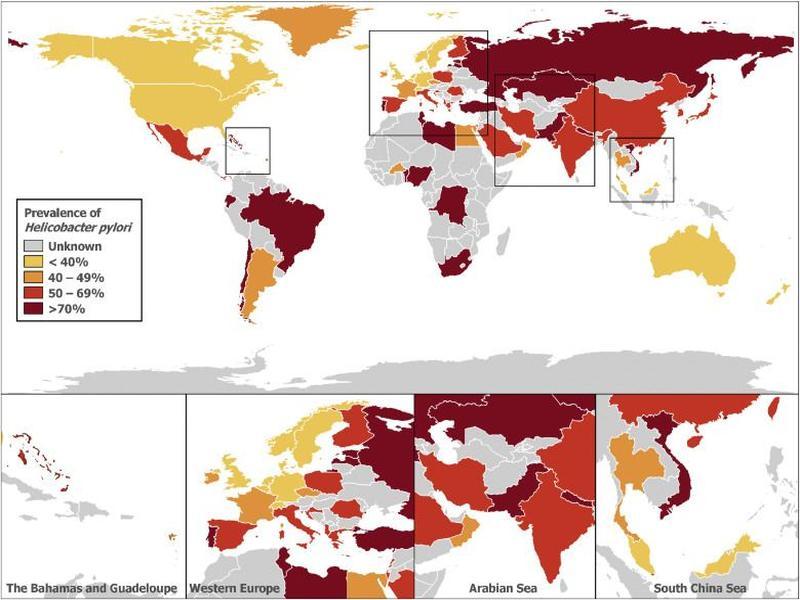 Prevalence of
Helicobacter pylori
Unknown
< 40%
40 – 49%
50 – 69%
>70%
The Bahamas and Guadeloupe
Western Europe
Arabian Sea
South China Sea